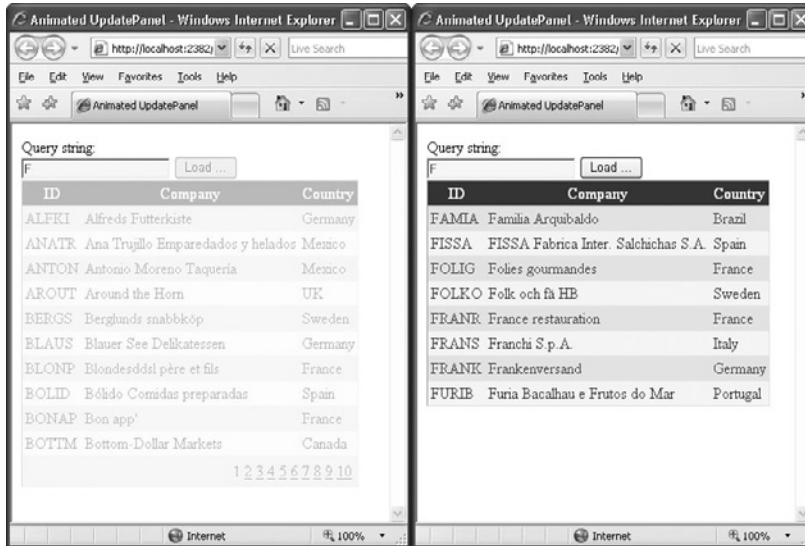 Animated UpdatePanel - Windows Internet Explorer
http://localhost:2382/
Live Search
File Edit View Favorites Tools Help
Animated UpdatePanel
Query string:
F
Load ...
ID Company Country
ALFKI Alfreds Futterkiste Germany
ANATR Ana Trujillo Emparedados y helados Mexico
ANTON Antonio Moreno Taquería Mexico
AROUT Around the Horn UK
BERGS Berglunds snabbköp Sweden
BLAUS Blauer See Delikatessen Germany
BLONP Blondesddsl père et fils France
BOLID Bólido Comidas preparadas Spain
BONAP Bon app' France
BOTTM Bottom-Dollar Markets Canada
1 2 3 4 5 6 7 8 9 10
Internet 100%
Animated UpdatePanel - Windows Internet Explorer
http://localhost:2382/
Live Search
File Edit View Favorites Tools Help
Animated UpdatePanel
Query string:
F
Load ...
ID Company Country
FAMIA Familia Arquibaldo Brazil
FISSA FISSA Fabrica Inter. Salchichas S.A. Spain
FOLIG Folies gourmandes France
FOLKO Folk och fä HB Sweden
FRANR France restauration France
FRANS Franchi S.p.A. Italy
FRANK Frankenversand Germany
FURIB Furia Bacalhau e Frutos do Mar Portugal
Internet 100%